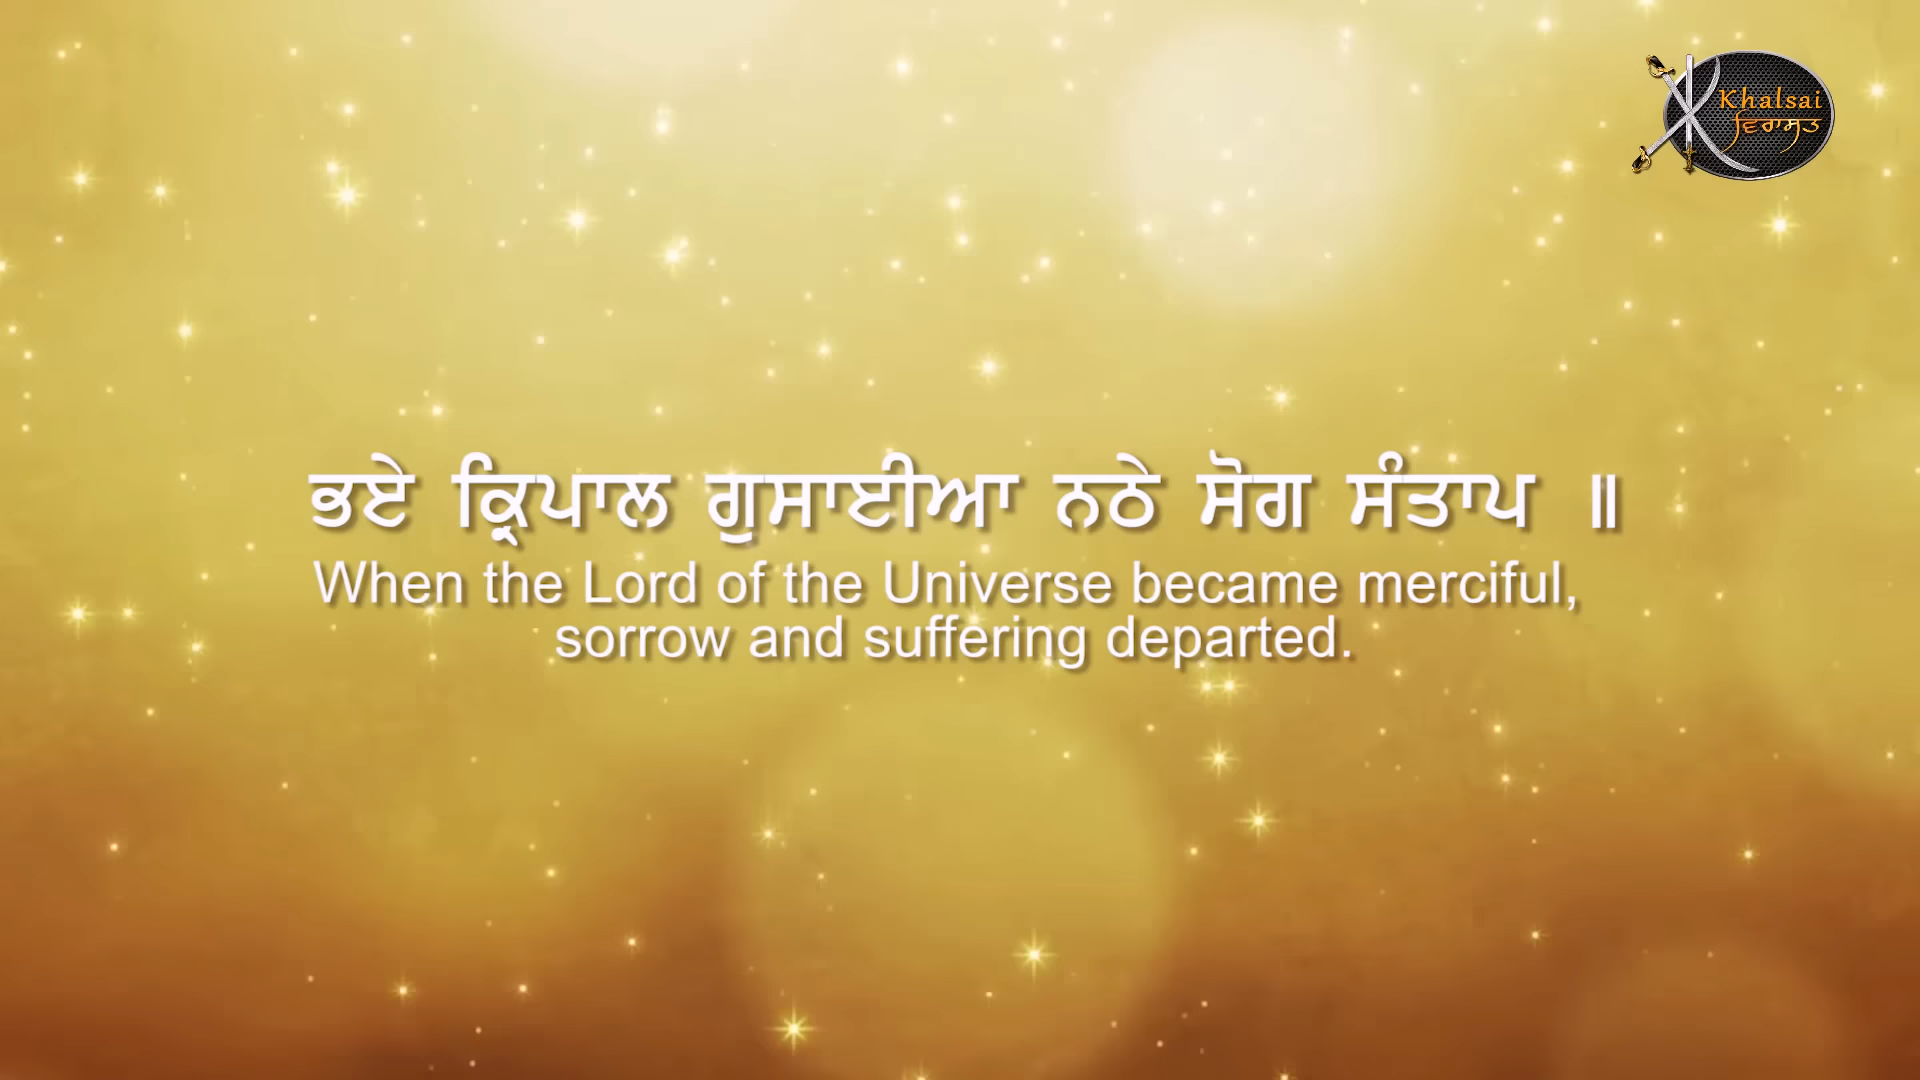 Khalsai
ਵਿਰਾਸਤ
ਭਏ ਕ੍ਰਿਪਾਲ ਗੁਸਾਈਆ ਨਠੇ ਸੋਗ ਸੰਤਾਪ ॥
When the Lord of the Universe became merciful,
sorrow and suffering departed.